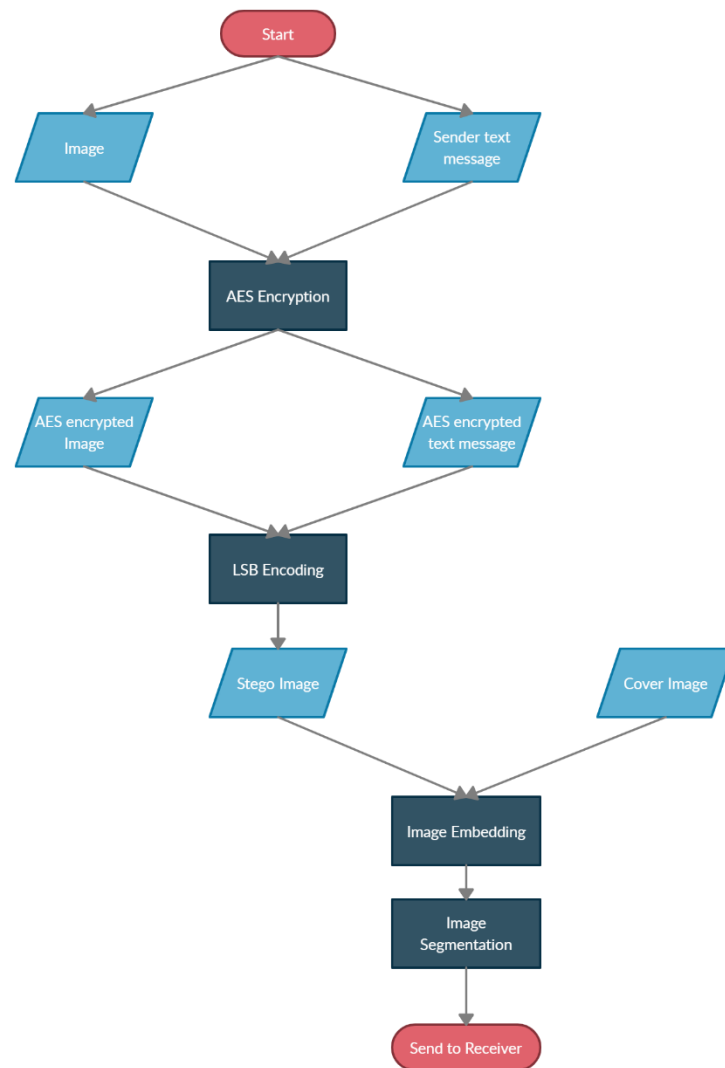 Start
Image
Sender text
message
AES Encryption
AES encrypted
Image
AES encrypted
text message
LSB Encoding
Stego Image
Cover Image
Image Embedding
Image
Segmentation
Send to Receiver